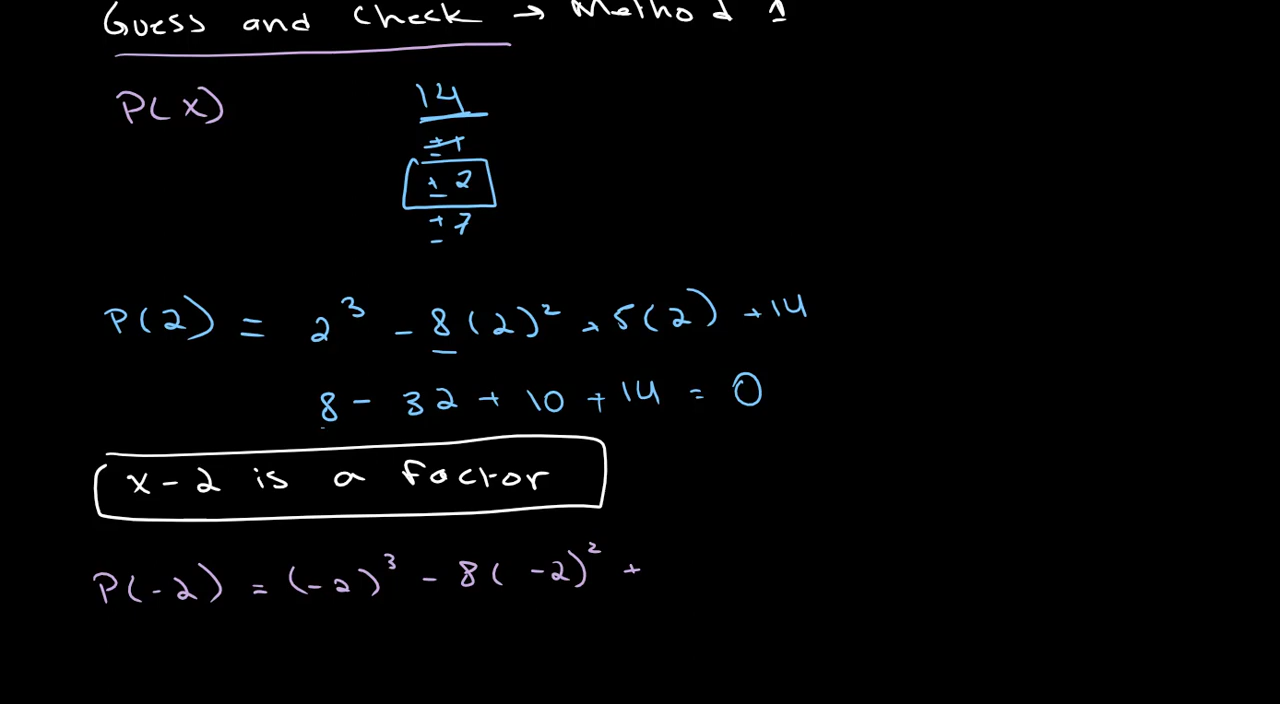 Guess and check → Method 1
P(x)
14
± 1
± 2
± 7
P(2) = 2³ - 8(2)² + 5(2) + 14
8 - 32 + 10 + 14 = 0
x - 2 is a factor
P(-2) = (-2)³ - 8(-2)² +